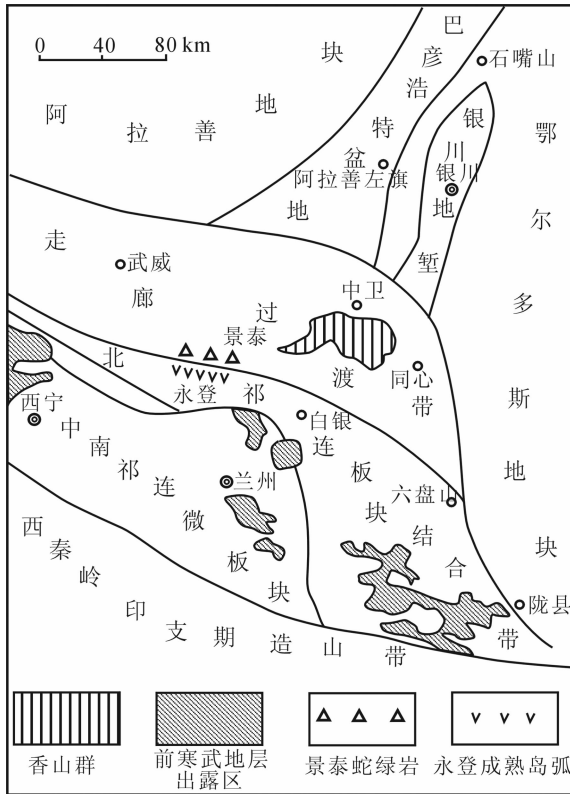 0 40 80 km
阿拉善地块
巴彦浩特盆地
石嘴山
银川地堑
银川
阿拉善左旗
鄂尔多斯地块
走廊过渡带
武威
中卫
景泰
同心
北祁连板块结合带
永登
白银
西宁
中南祁连微板块
兰州
六盘山
陇县
西秦岭印支期造山带
香山群
前寒武地层
出露区
景泰蛇绿岩
永登成熟岛弧